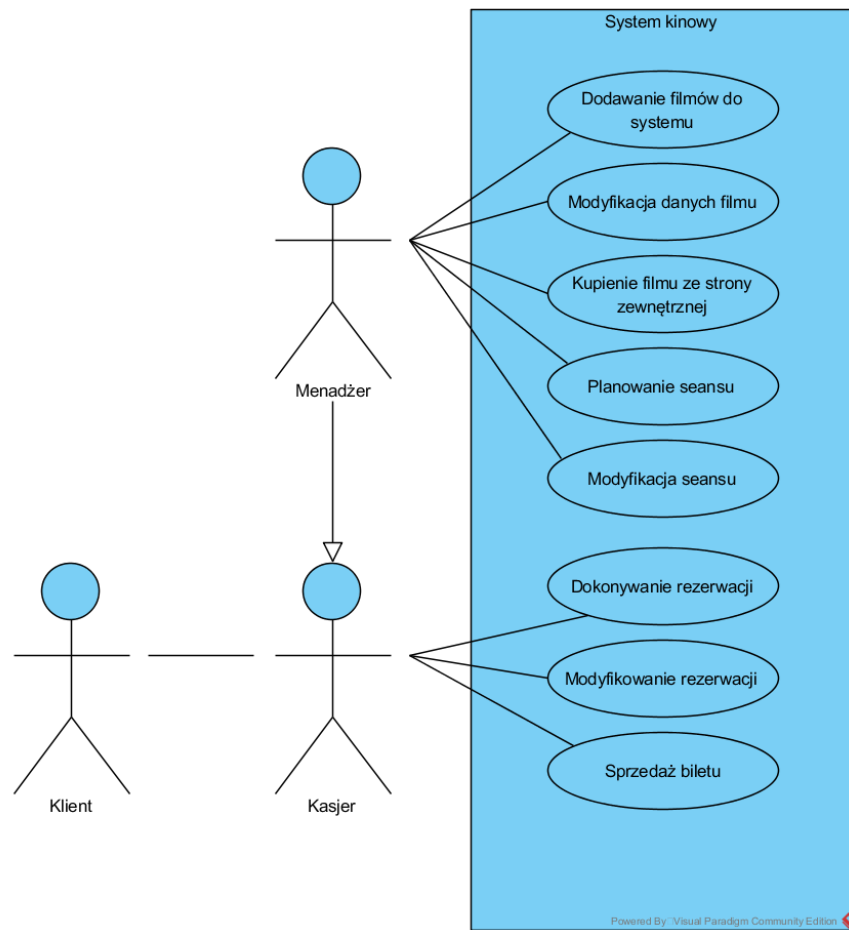 System kinowy
Dodawanie filmów do
systemu
Modyfikacja danych filmu
Kupienie filmu ze strony
zewnętrznej
Menadżer
Planowanie seansu
Modyfikacja seansu
Dokonywanie rezerwacji
Modyfikowanie rezerwacji
Sprzedaż biletu
Klient
Kasjer
Powered By Visual Paradigm Community Edition